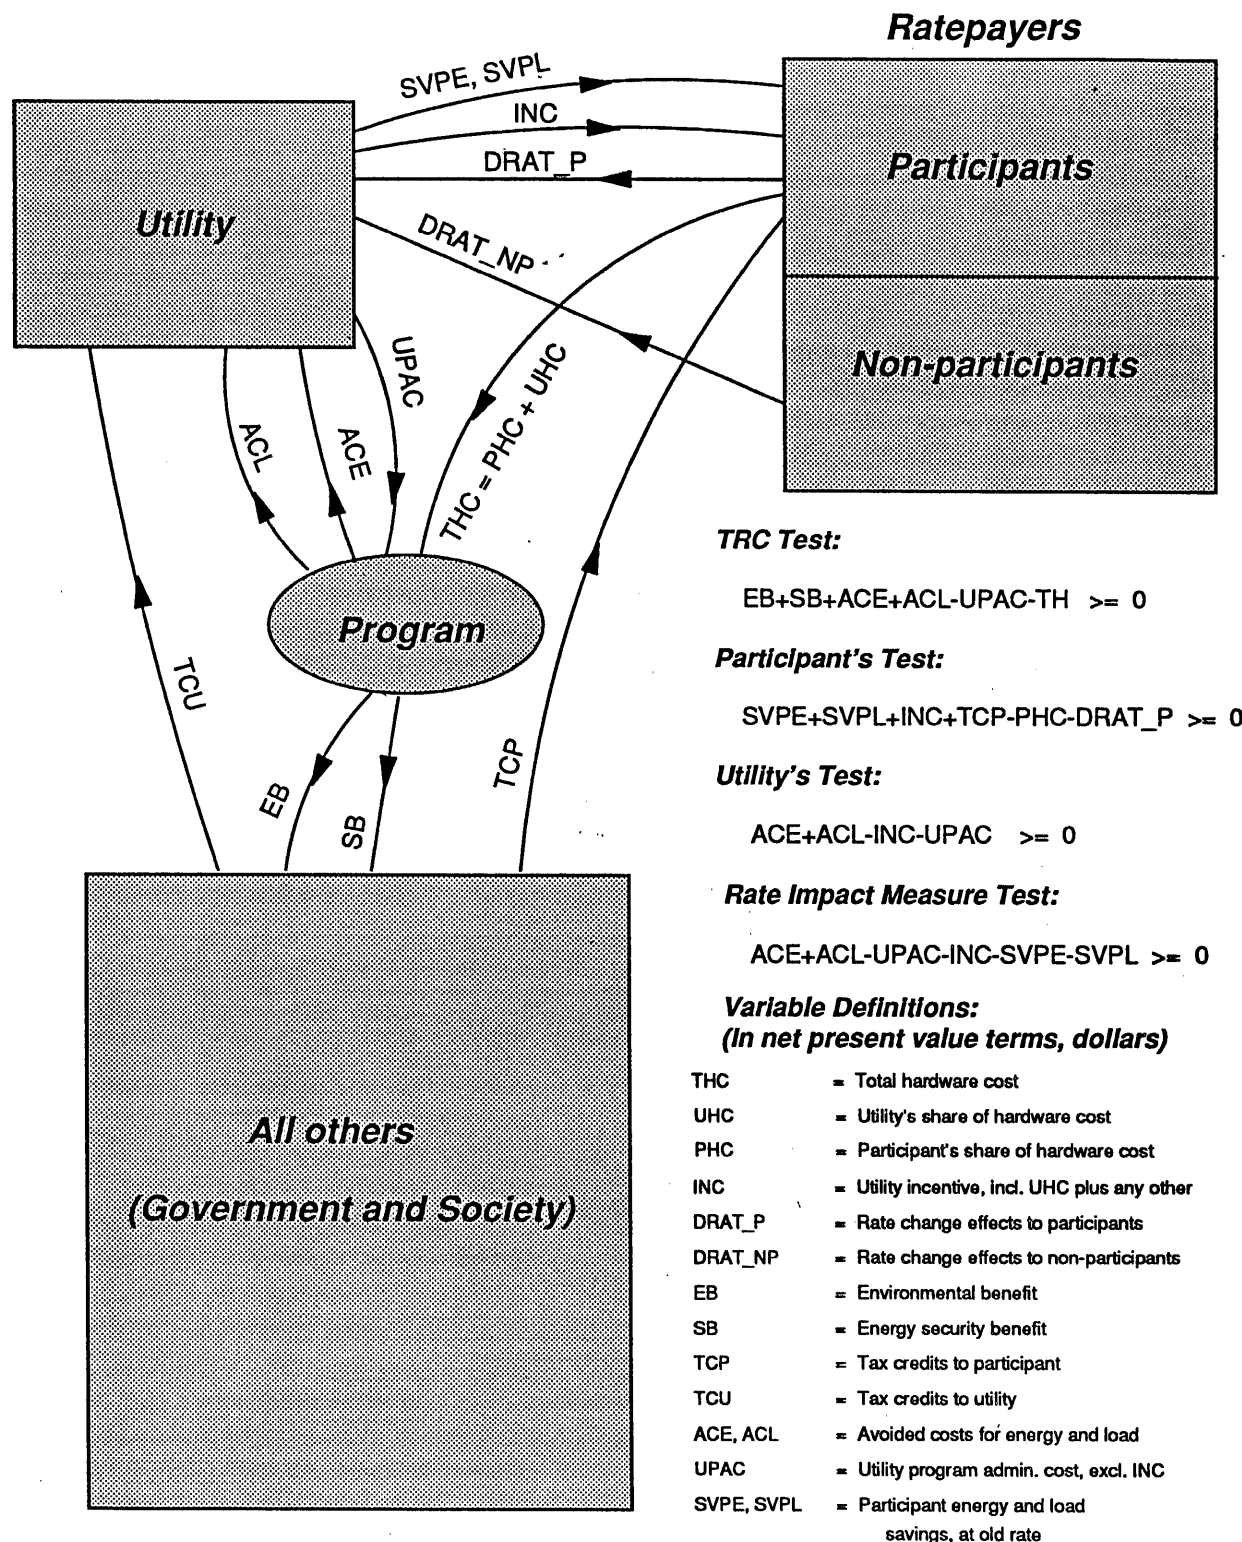 Ratepayers
SVPE, SVPL
INC
DRAT_P
Participants
Utility
DRAT_NP
UPAC
Non-participants
ACL
ACE
THC = PHC + UHC
TRC Test:
EB+SB+ACE+ACL-UPAC-TH >= 0
Program
Participant's Test:
TCU
SVPE+SVPL+INC+TCP-PHC-DRAT_P >= 0
TCP
Utility's Test:
EB
SB
ACE+ACL-INC-UPAC >= 0
Rate Impact Measure Test:
ACE+ACL-UPAC-INC-SVPE-SVPL >= 0
Variable Definitions:
(In net present value terms, dollars)
THC = Total hardware cost
UHC = Utility's share of hardware cost
PHC = Participant's share of hardware cost
INC = Utility incentive, incl. UHC plus any other
DRAT_P = Rate change effects to participants
DRAT_NP = Rate change effects to non-participants
EB = Environmental benefit
SB = Energy security benefit
TCP = Tax credits to participant
TCU = Tax credits to utility
ACE, ACL = Avoided costs for energy and load
UPAC = Utility program admin. cost, excl. INC
SVPE, SVPL = Participant energy and load
savings, at old rate
All others
(Government and Society)